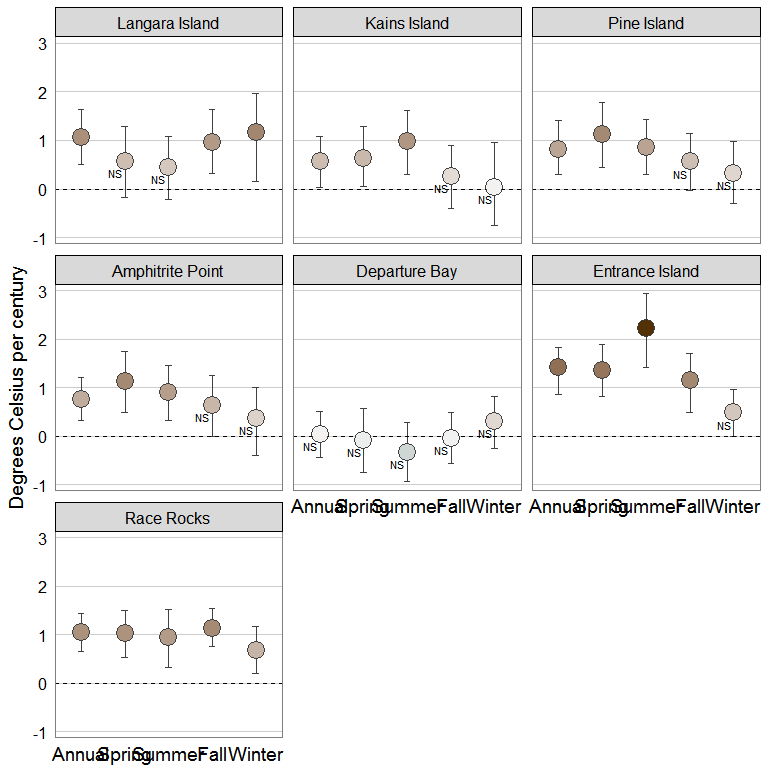 Langara Island
Kains Island
Pine Island
3
2
1
0
-1
NS
NS
NS
NS
NS
NS
Degrees Celsius per century
Amphitrite Point
Departure Bay
Entrance Island
3
2
1
0
-1
NS
NS
NS
NS
NS
NS
NS
NS
Annual Spring Summer Fall Winter
Annual Spring Summer Fall Winter
Race Rocks
3
2
1
0
-1
Annual Spring Summer Fall Winter